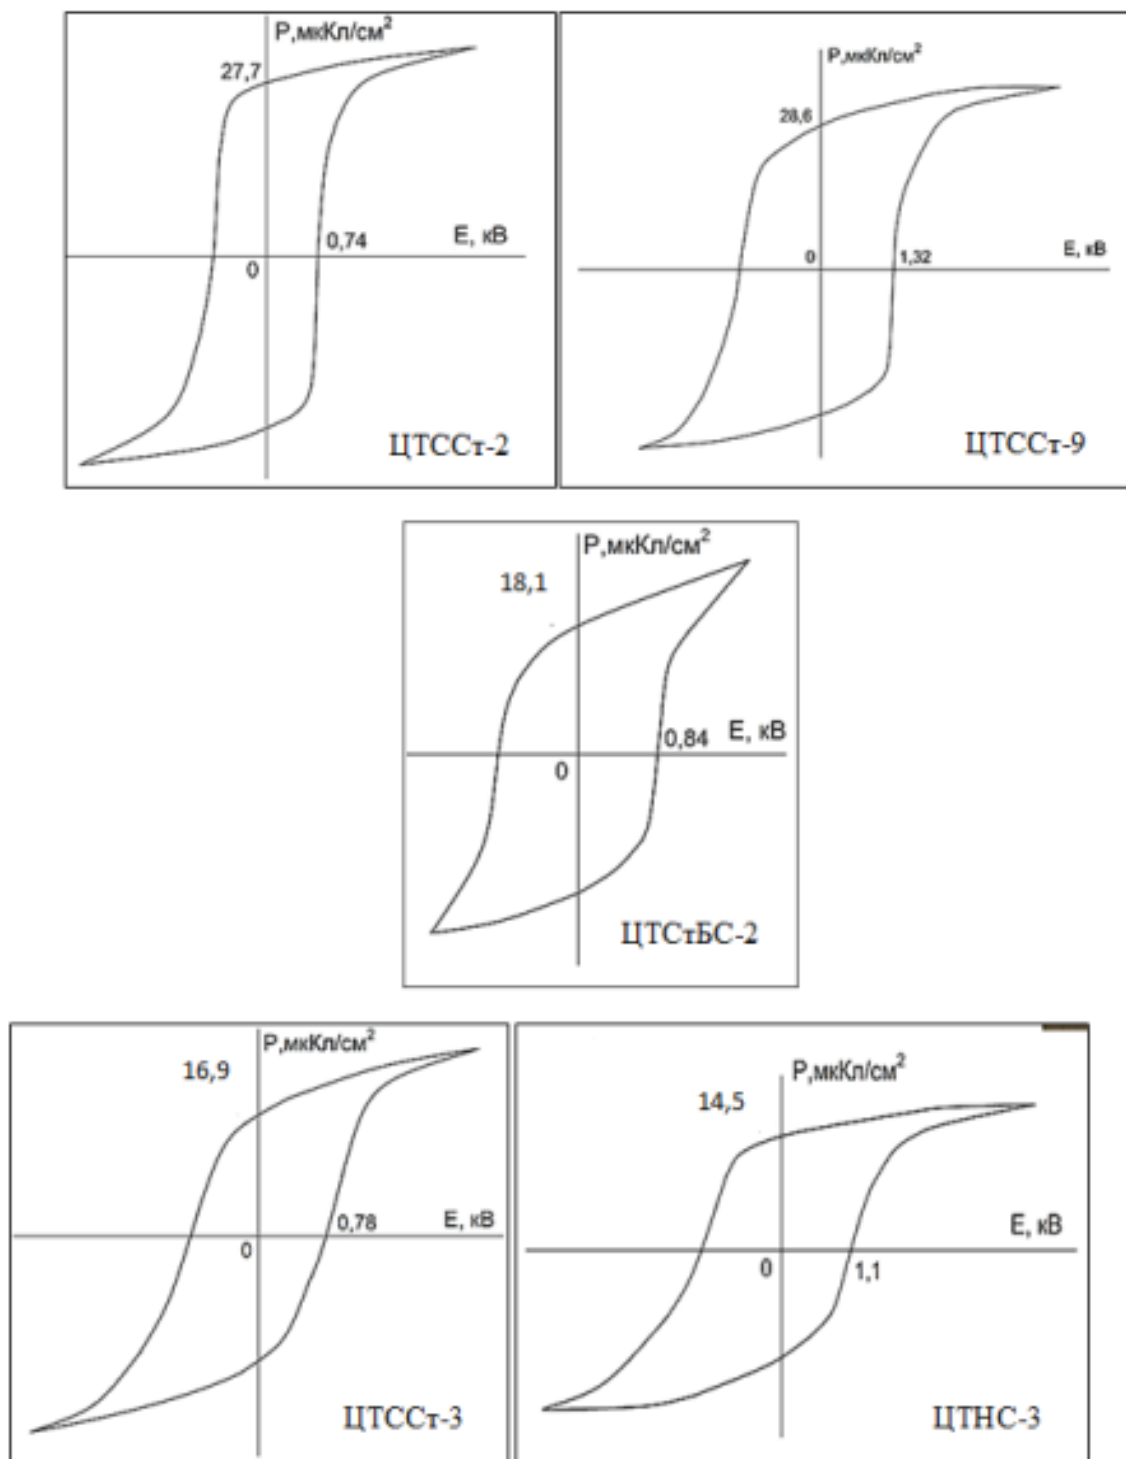 P,мкКл/см²
27,7
0,74
E, кВ
0
ЦТССт-2
P,мкКл/см²
28,6
0
1,32
E, кВ
ЦТССт-9
P,мкКл/см²
18,1
0,84
E, кВ
0
ЦТСтБС-2
P,мкКл/см²
16,9
0,78
E, кВ
0
ЦТССт-3
P,мкКл/см²
14,5
E, кВ
0
1,1
ЦТНС-3